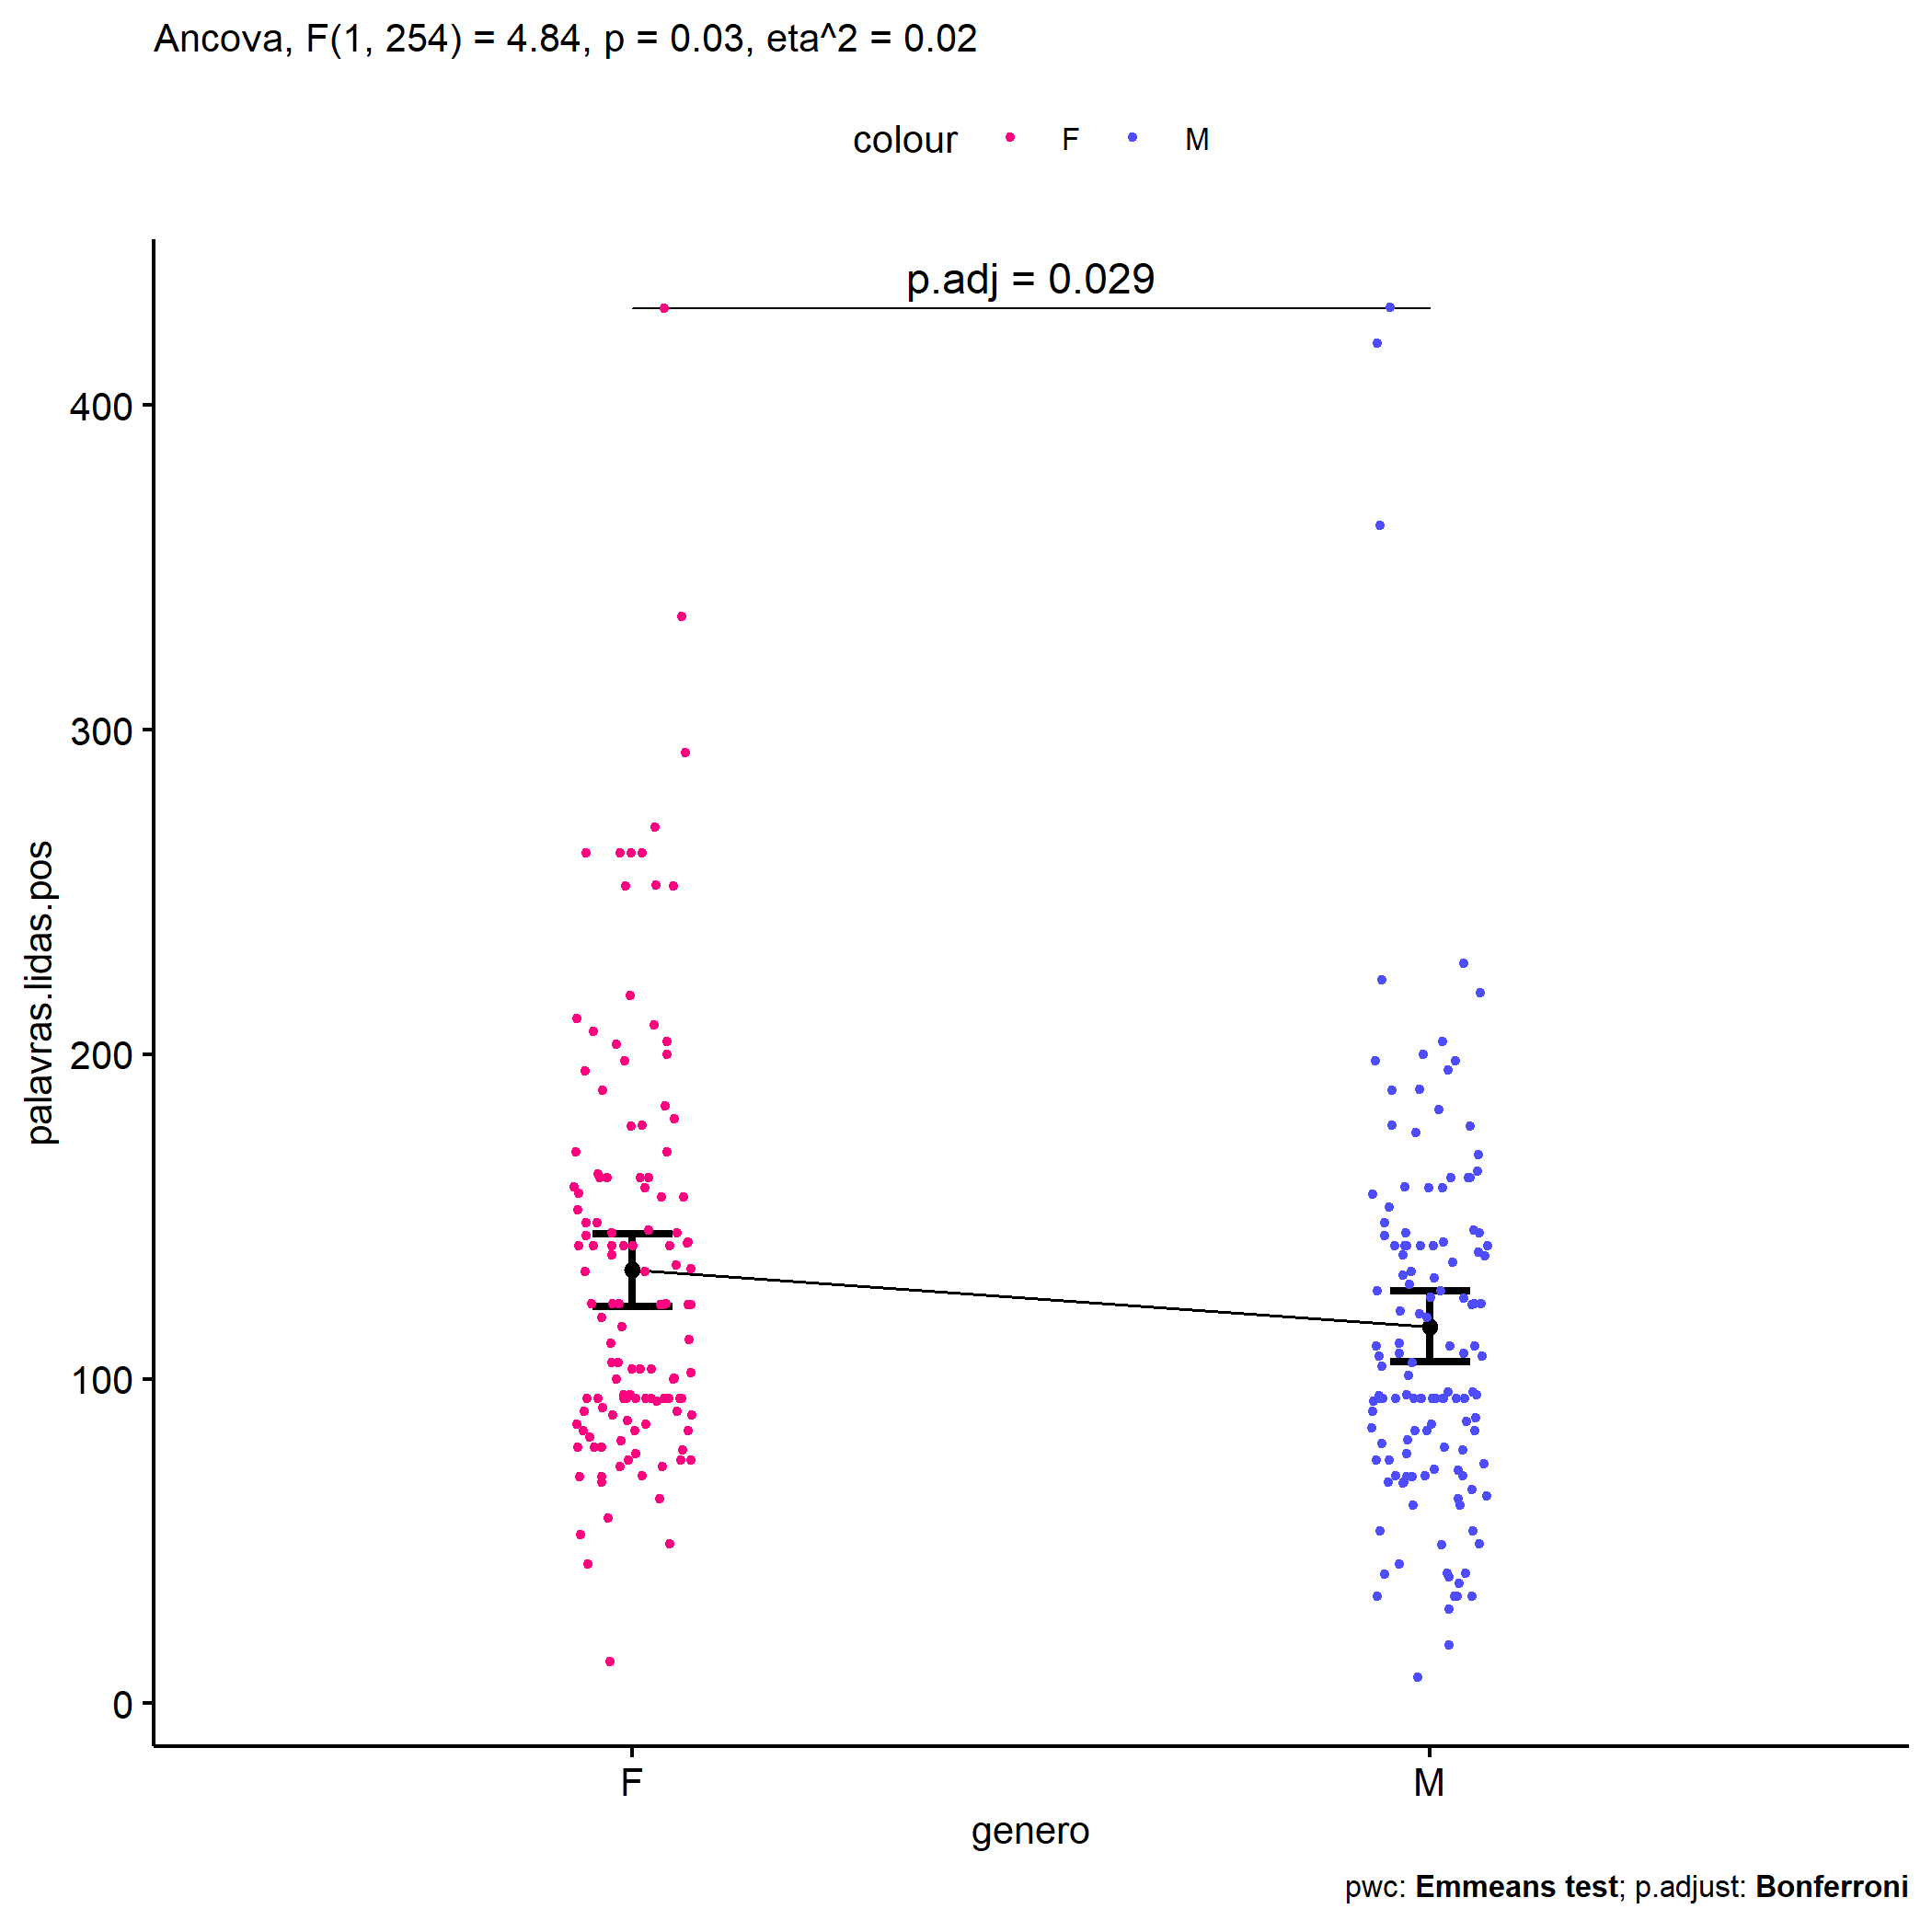 Ancova, F(1, 254) = 4.84, p = 0.03, eta^2 = 0.02
colour F M
p.adj = 0.029
400
300
200
100
0
palavras.lidas.pos
F M
genero
pwc: Emmeans test; p.adjust: Bonferroni